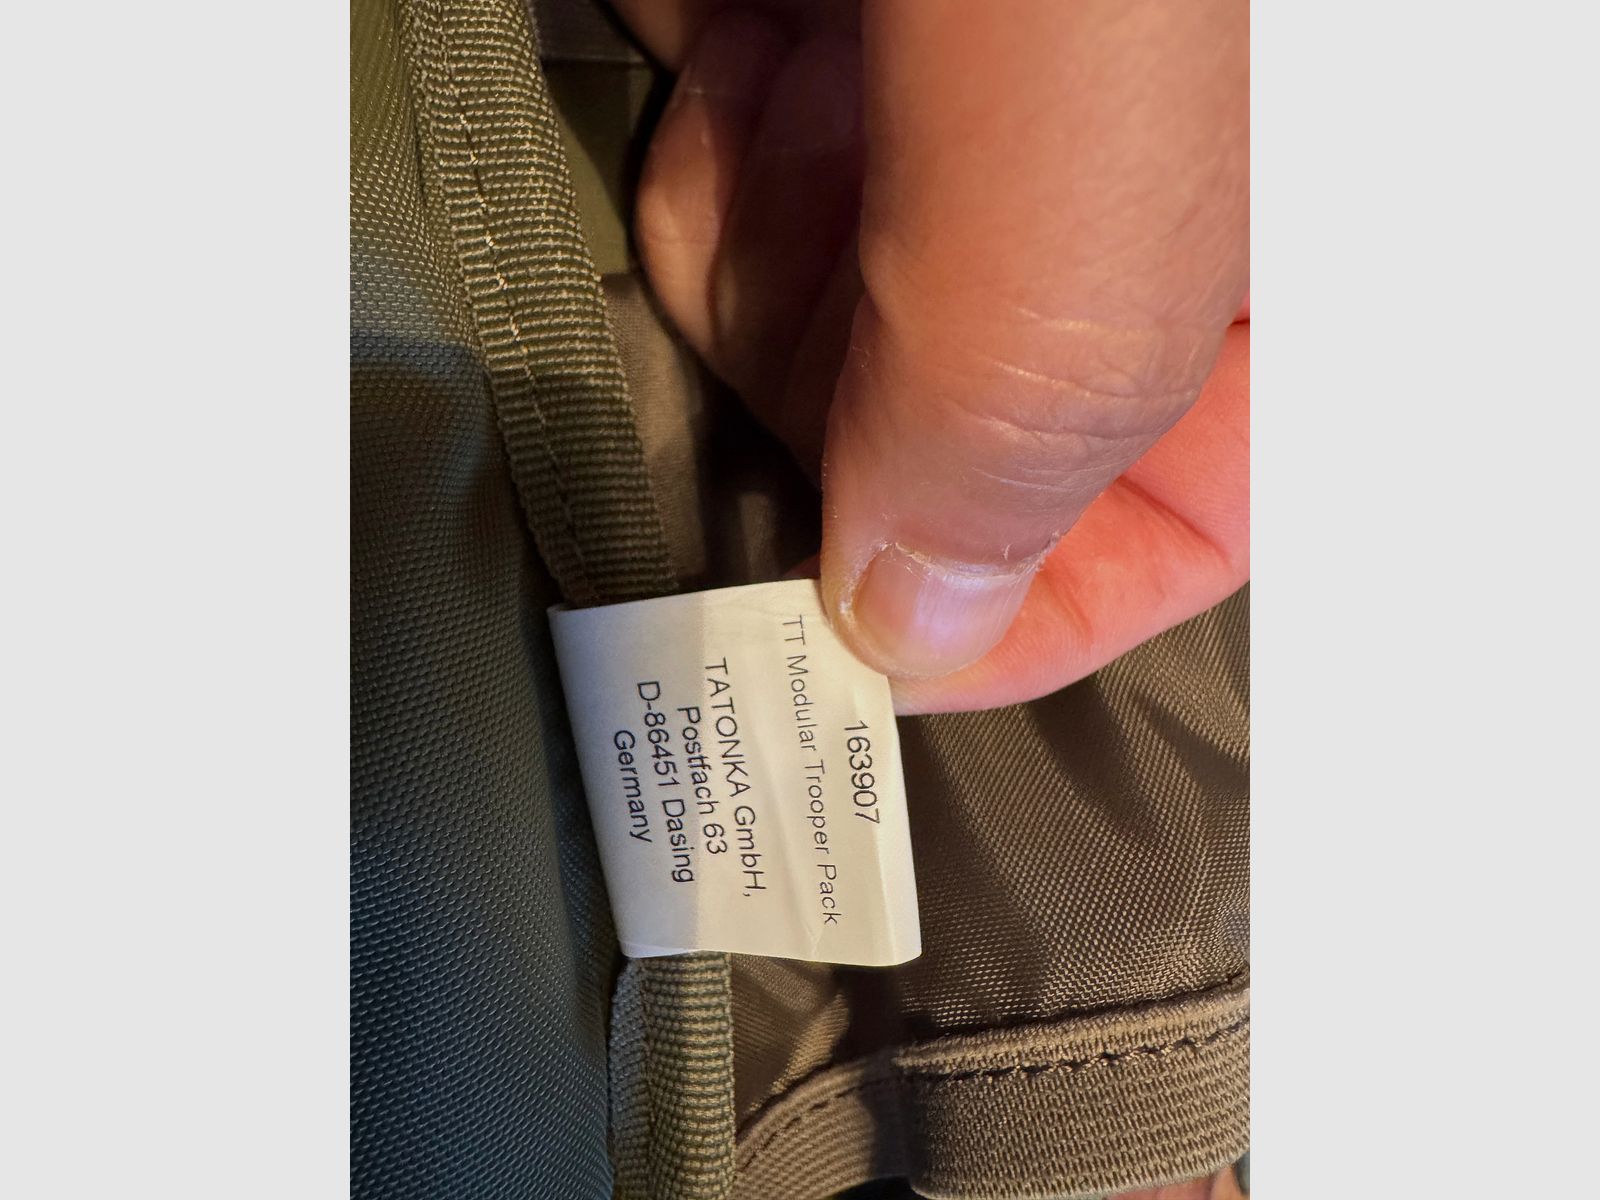 163907
TT Modular Trooper Pack
TATONKA GmbH,
Postfach 63
D-86451 Dasing
Germany